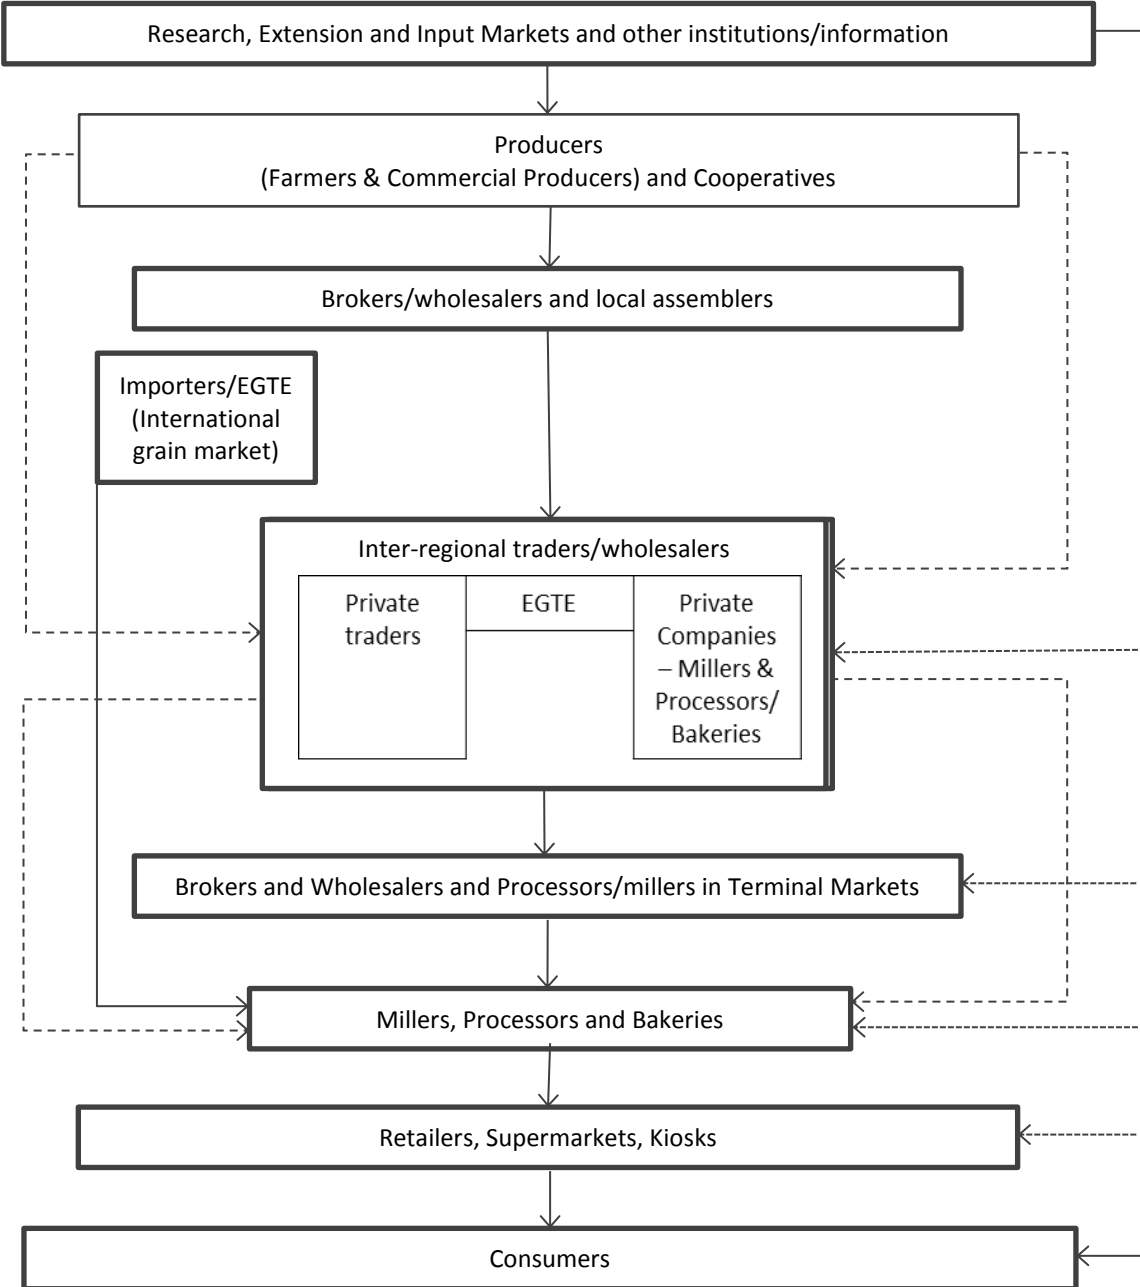 Research, Extension and Input Markets and other institutions/information
Producers
(Farmers & Commercial Producers) and Cooperatives
Brokers/wholesalers and local assemblers
Importers/EGTE
(International
grain market)
Inter-regional traders/wholesalers
Private
traders
EGTE
Private
Companies
– Millers &
Processors/
Bakeries
Brokers and Wholesalers and Processors/millers in Terminal Markets
Millers, Processors and Bakeries
Retailers, Supermarkets, Kiosks
Consumers